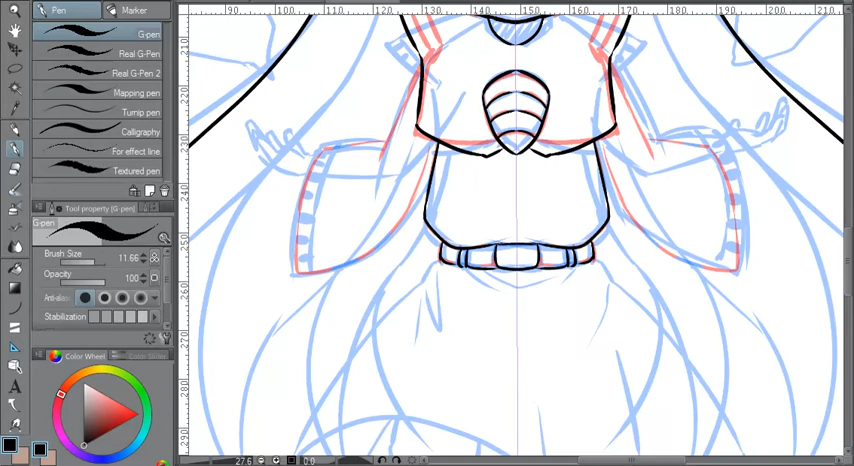 Pen Marker
G-pen
Real G-Pen
Real G-Pen 2
Mapping pen
Turnip pen
Calligraphy
For effect line
Textured pen
Tool property [G-pen]
G-pen
Brush Size 11.66
Opacity 100
Anti-alias
Stabilization
Color Wheel Color Slider
90 100 110 120 130 140 150 160 170 180 190 200 210
210
220
230
240
250
260
270
280
290
27.6 0.0